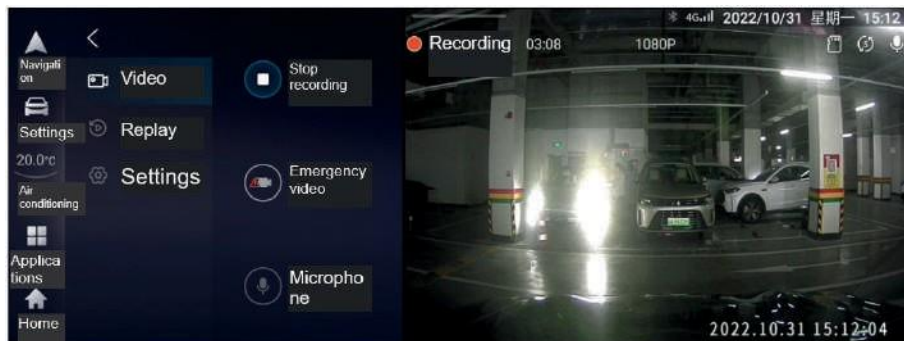 Navigati
on
Settings
20.0°C
Air
conditioning
Applica
tions
Home
Video
Replay
Settings
Stop
recording
Emergency
video
Micropho
ne
4G 2022/10/31 星期一 15:12
Recording 03:08 1080P
2022.10.31 15:12:04